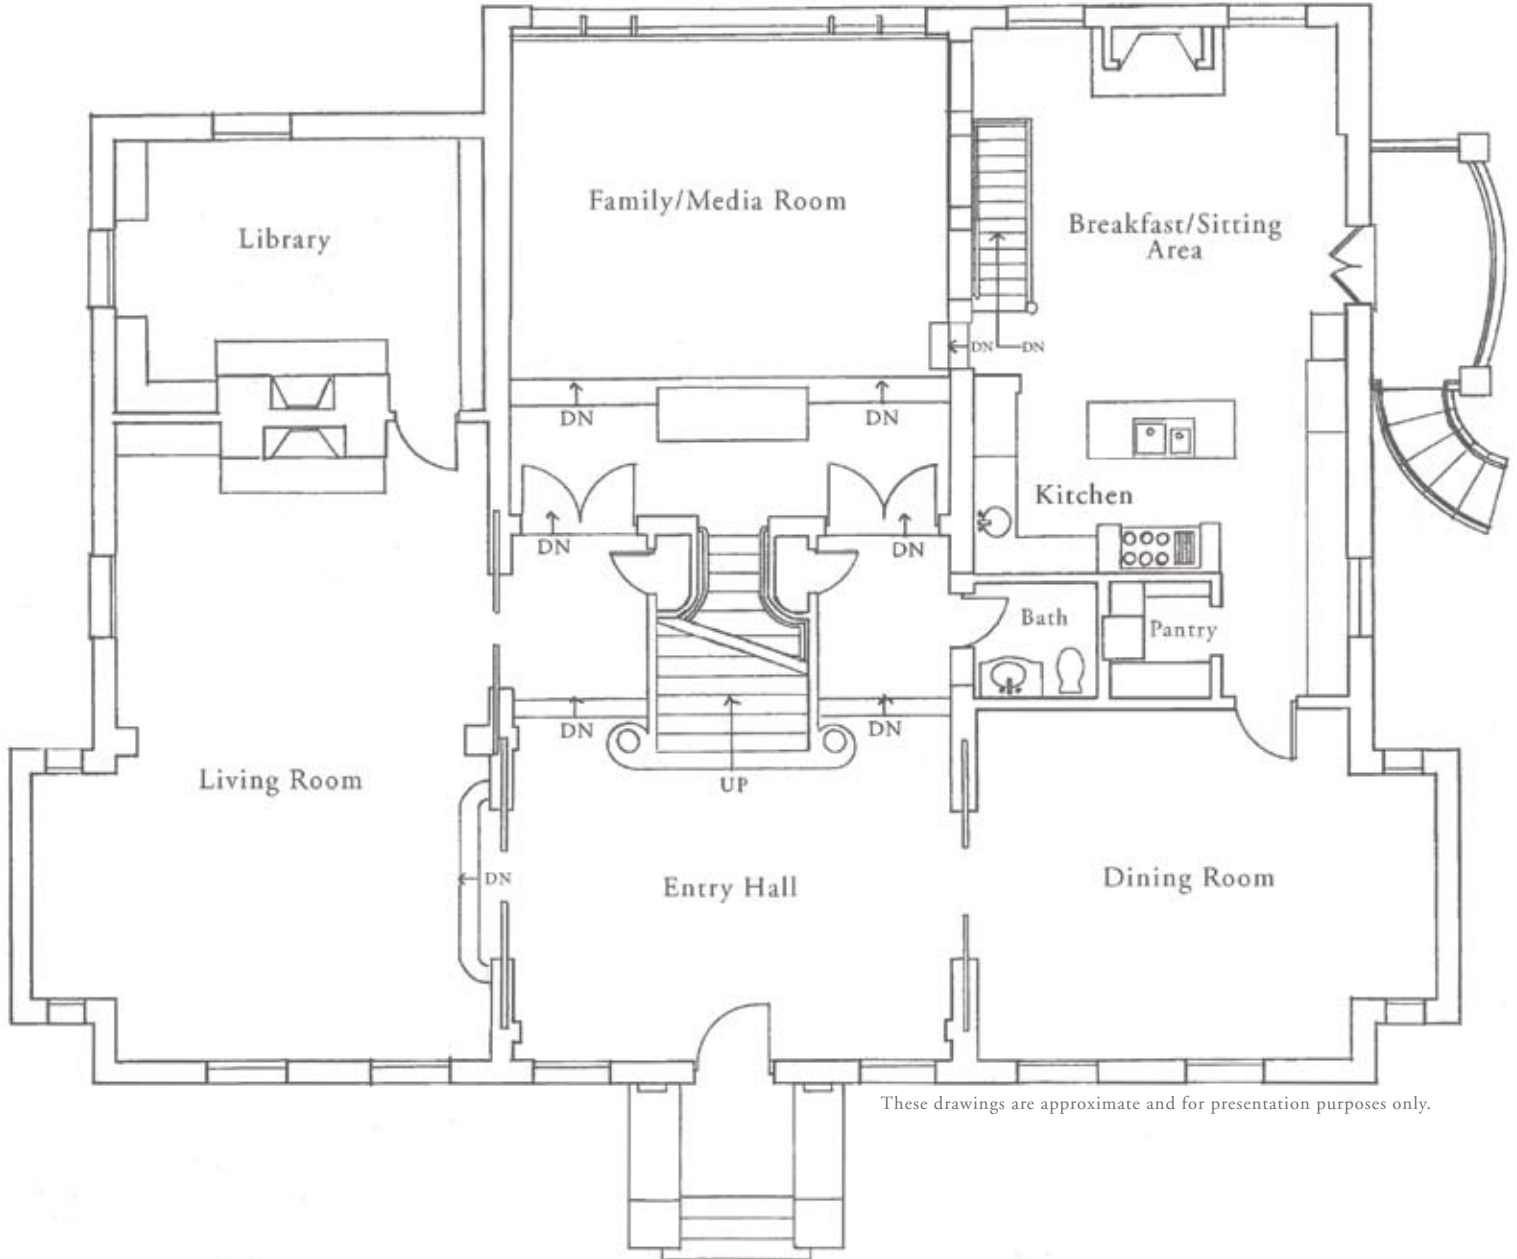 Family/Media Room
Breakfast/Sitting
Area
Library
DN
DN
DN
DN
Kitchen
DN
DN
Bath
Pantry
DN
DN
UP
Living Room
DN
Entry Hall
Dining Room
These drawings are approximate and for presentation purposes only.